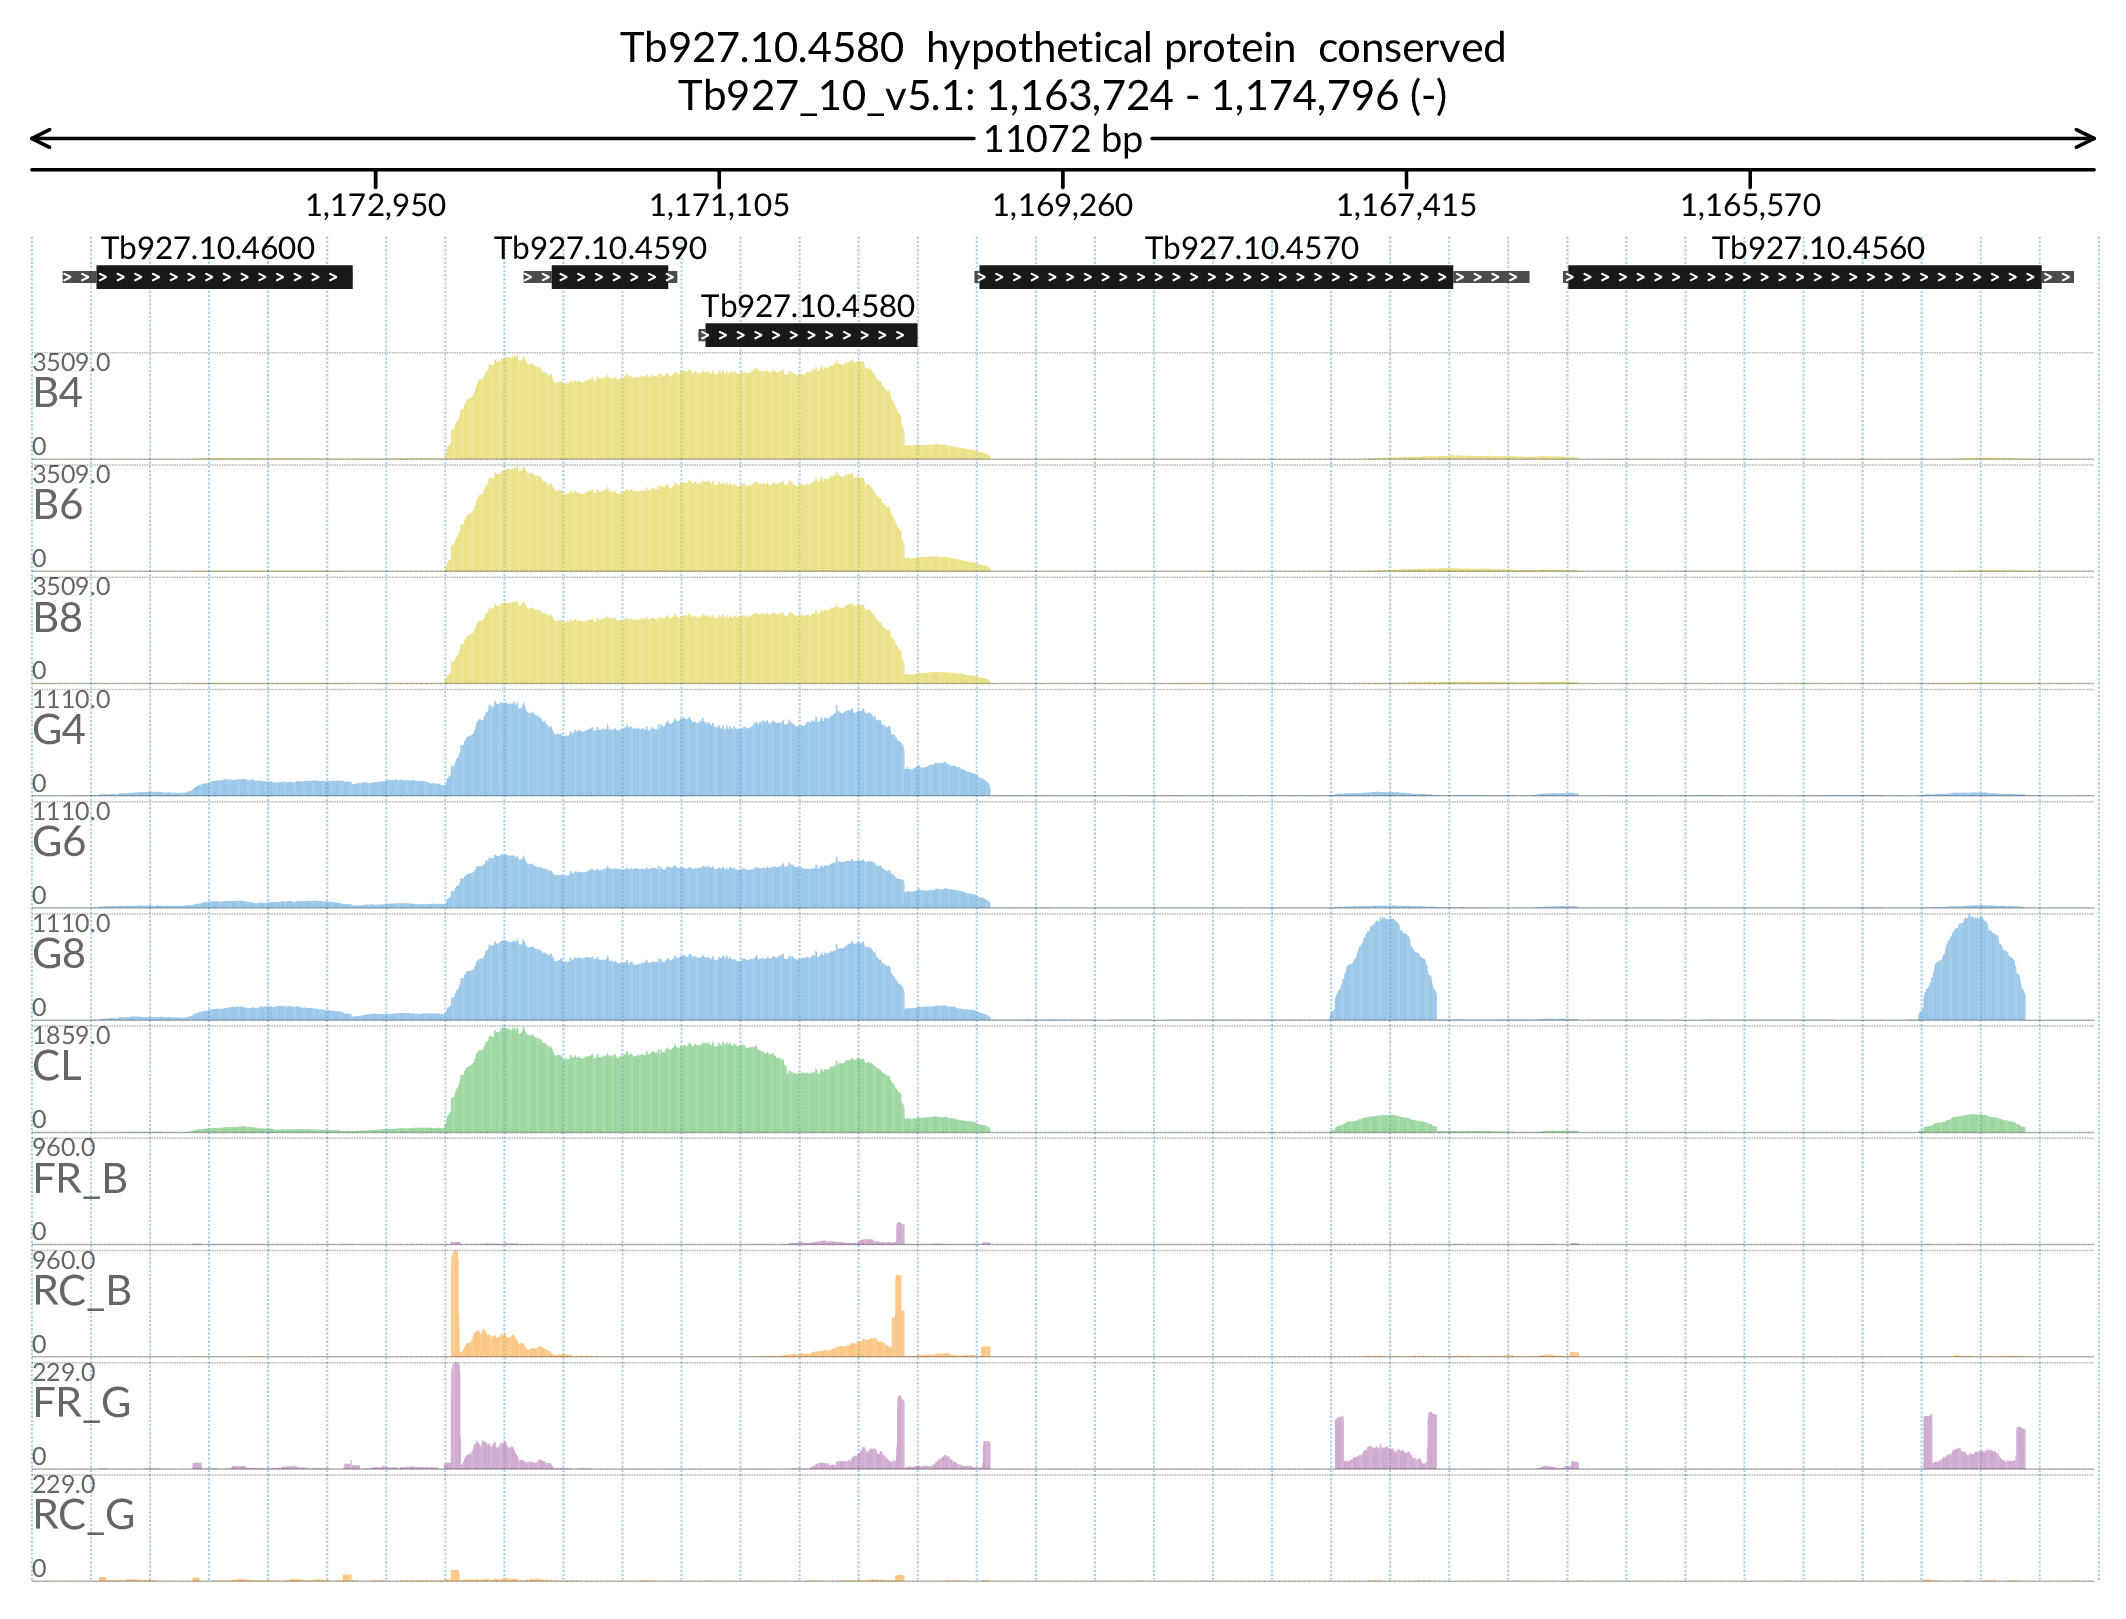 Tb927.10.4580 hypothetical protein conserved
Tb927_10_v5.1: 1,163,724 - 1,174,796 (-)
11072 bp
1,172,950 1,171,105 1,169,260 1,167,415 1,165,570
Tb927.10.4600 Tb927.10.4590 Tb927.10.4570 Tb927.10.4560
Tb927.10.4580
3509.0
B4
0
3509.0
B6
0
3509.0
B8
0
1110.0
G4
0
1110.0
G6
0
1110.0
G8
0
1859.0
CL
0
960.0
FR_B
0
960.0
RC_B
0
229.0
FR_G
0
229.0
RC_G
0